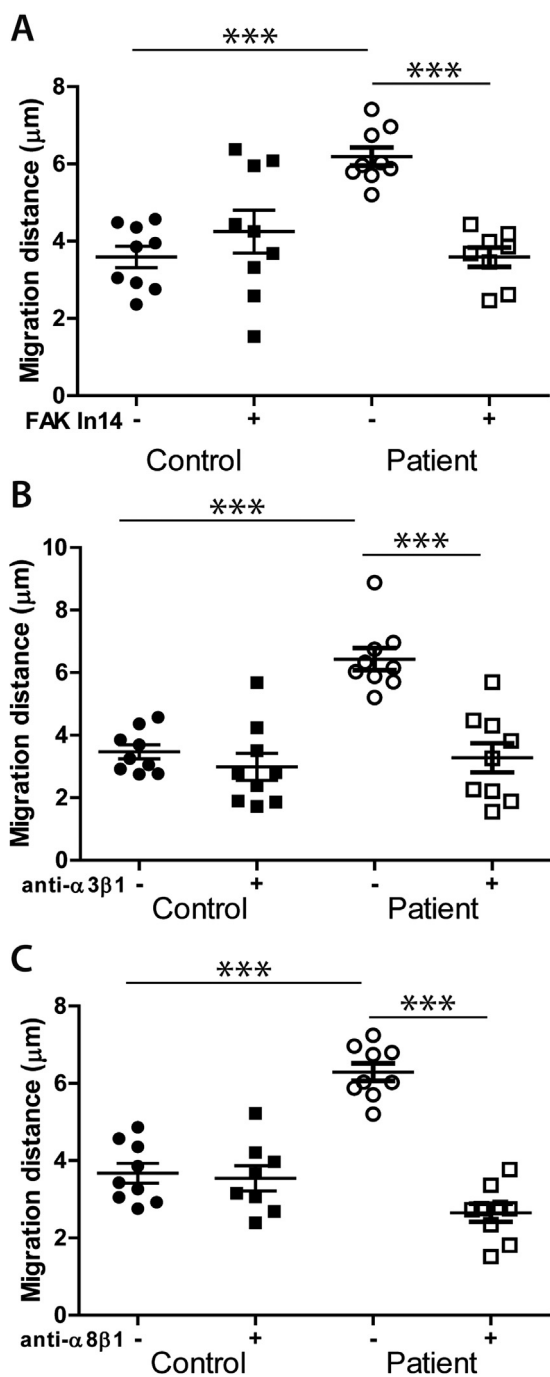 A
***
***
8
6
4
2
0
Migration distance (μm)
FAK In14 - + - +
Control Patient
B
***
***
10
8
6
4
2
0
Migration distance (μm)
anti-α3β1 - + - +
Control Patient
C
***
***
8
6
4
2
0
Migration distance (μm)
anti-α8β1 - + - +
Control Patient